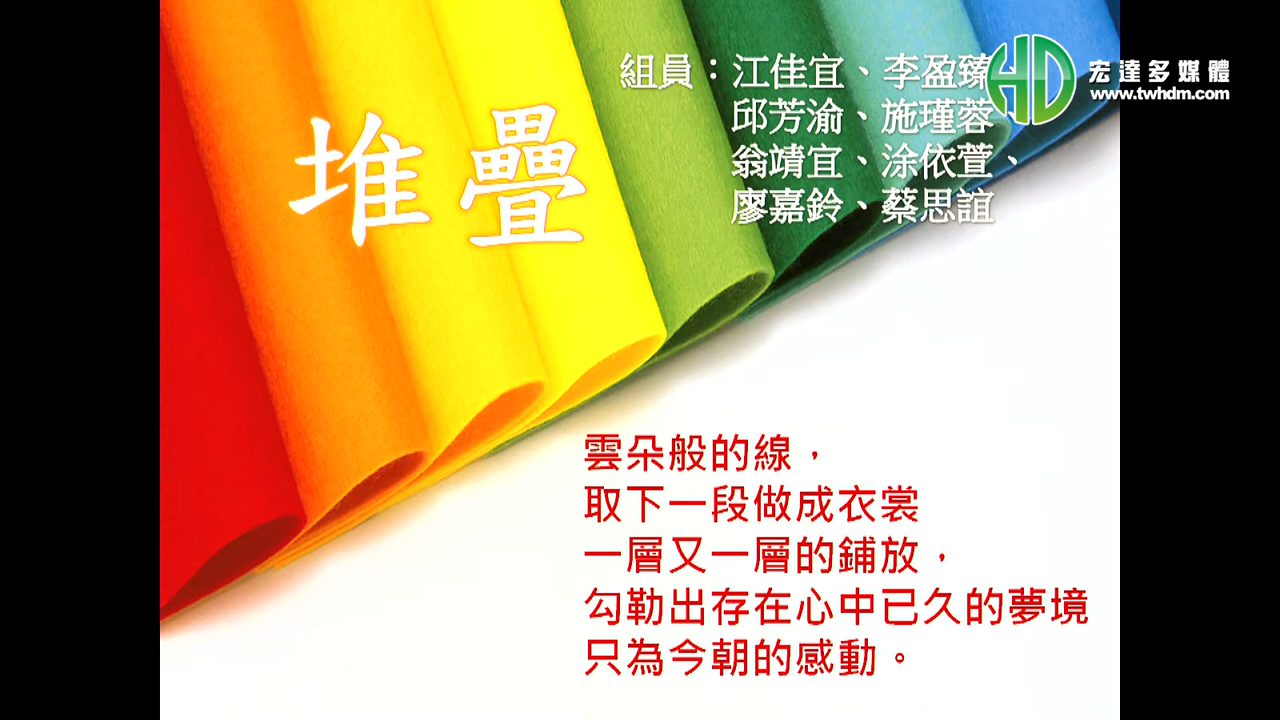 堆疊
組員：江佳宜、李盈臻
邱芳渝、施瑾蓉
翁靖宜、涂依萱、
廖嘉鈴、蔡思誼
HD
宏達多媒體
www.twhdm.com
雲朵般的線，
取下一段做成衣裳
一層又一層的鋪放，
勾勒出存在心中已久的夢境
只為今朝的感動。